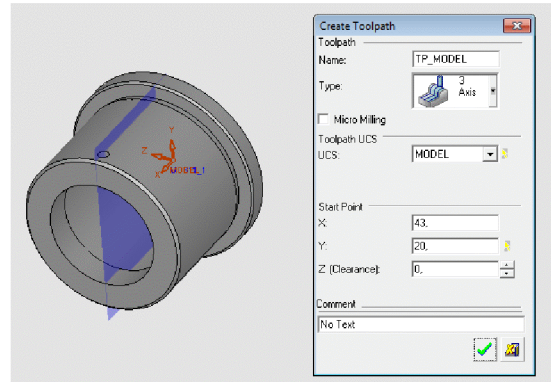 Create Toolpath
Toolpath
Name: TP_MODEL
Type: 3 Axis
Micro Milling
Toolpath UCS
UCS: MODEL
Start Point
X: 43.
Y: 20.
Z (Clearance): 0.
Comment
No Text
Y
Z
X